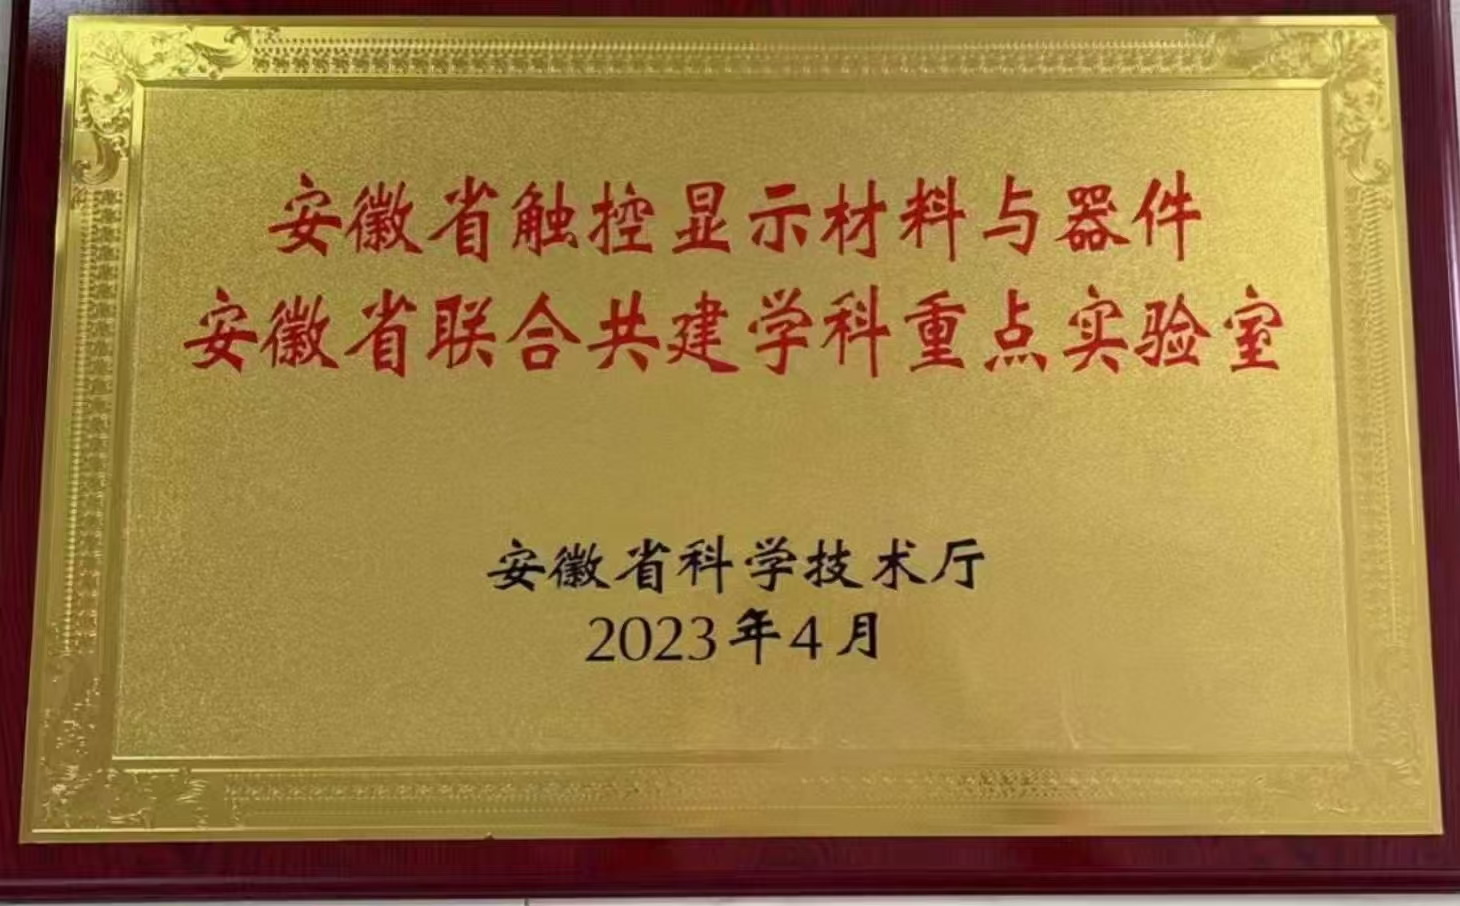 安徽省触控显示材料与器件
安徽省联合共建学科重点实验室
安徽省科学技术厅
2023年4月